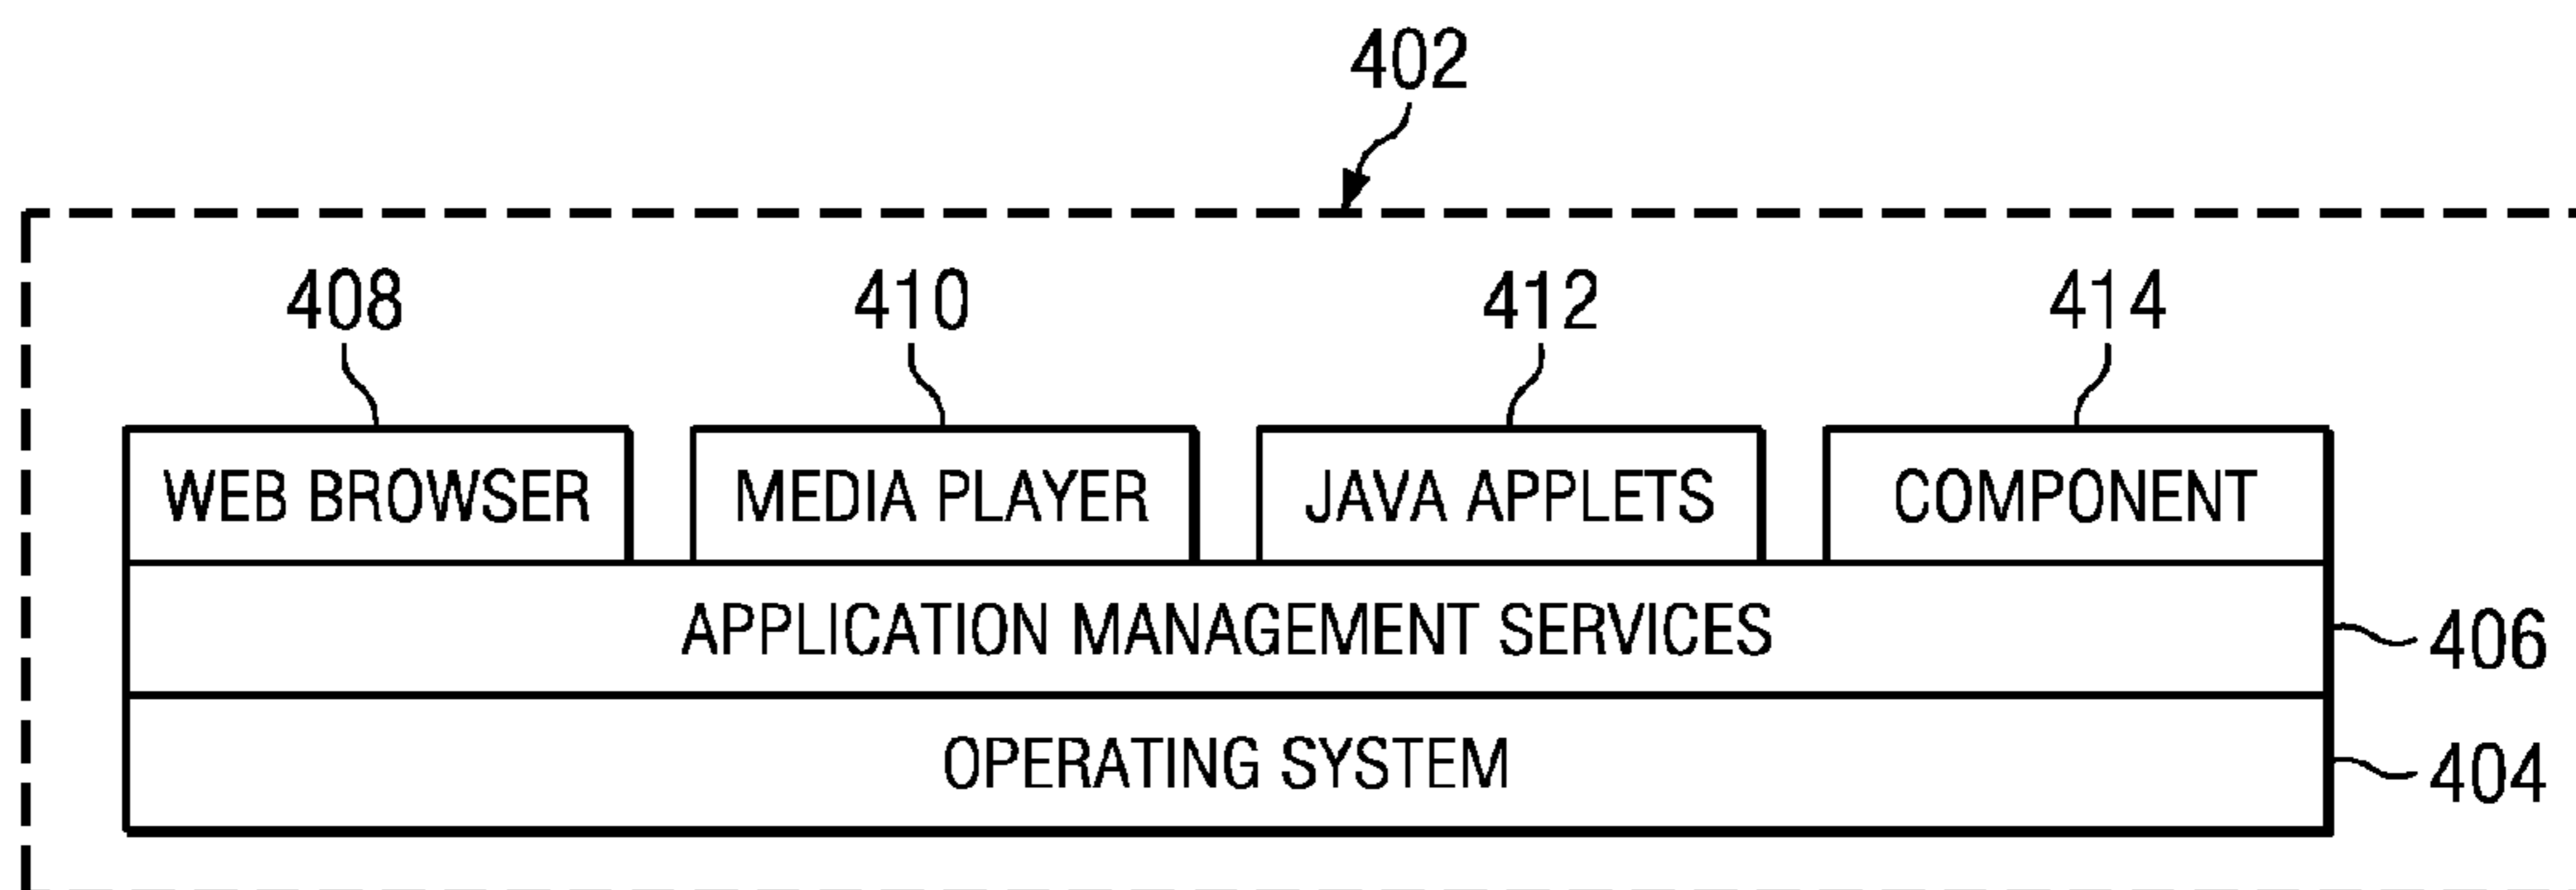 402
408
410
412
414
WEB BROWSER
MEDIA PLAYER
JAVA APPLETS
COMPONENT
APPLICATION MANAGEMENT SERVICES
406
OPERATING SYSTEM
404